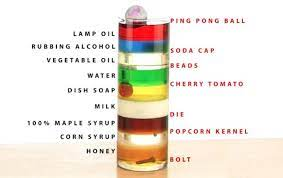 LAMP OIL
RUBBING ALCOHOL
VEGETABLE OIL
WATER
DISH SOAP
MILK
100% MAPLE SYRUP
CORN SYRUP
HONEY
PING PONG BALL
SODA CAP
BEADS
CHERRY TOMATO
DIE
POPCORN KERNEL
BOLT